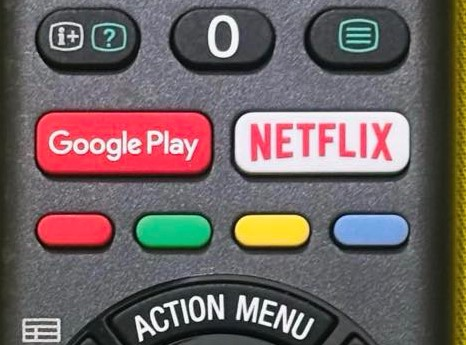 i+ ? 0
Google Play NETFLIX
ACTION MENU